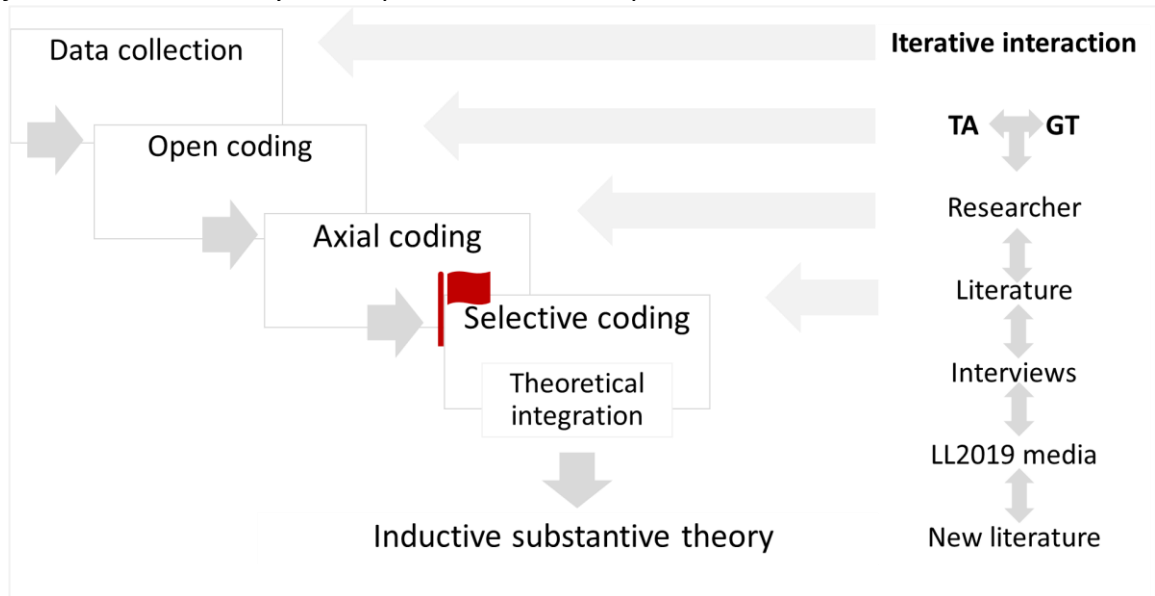 Data collection
Open coding
Axial coding
Selective coding
Theoretical
integration
Inductive substantive theory
Iterative interaction
TA GT
Researcher
Literature
Interviews
LL2019 media
New literature